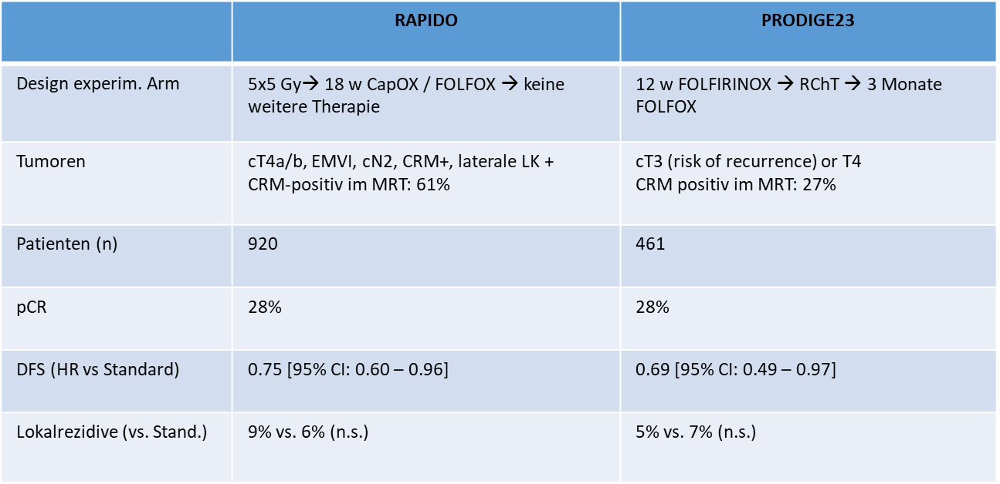 RAPIDO
PRODIGE23
Design experim. Arm
5x5 Gy→ 18 w CapOX / FOLFOX → keine
weitere Therapie
12 w FOLFIRINOX → RChT → 3 Monate
FOLFOX
Tumoren
cT4a/b, EMVI, cN2, CRM+, laterale LK +
CRM-positiv im MRT: 61%
cT3 (risk of recurrence) or T4
CRM positiv im MRT: 27%
Patienten (n)
920
461
pCR
28%
28%
DFS (HR vs Standard)
0.75 [95% CI: 0.60 – 0.96]
0.69 [95% CI: 0.49 – 0.97]
Lokalrezidive (vs. Stand.)
9% vs. 6% (n.s.)
5% vs. 7% (n.s.)